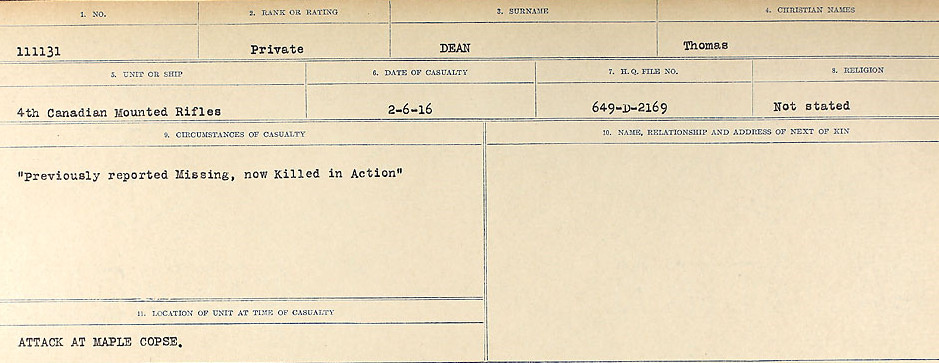 1. NO. 2. RANK OR RATING 3. SURNAME 4. CHRISTIAN NAMES
111131 Private DEAN Thomas
5. UNIT OR SHIP 6. DATE OF CASUALTY 7. H.Q. FILE NO. 8. RELIGION
4th Canadian Mounted Rifles 2-6-16 649-D-2169 Not stated
9. CIRCUMSTANCES OF CASUALTY 10. NAME, RELATIONSHIP AND ADDRESS OF NEXT OF KIN
"Previously reported Missing, now Killed in Action"
11. LOCATION OF UNIT AT TIME OF CASUALTY
ATTACK AT MAPLE COPSE.